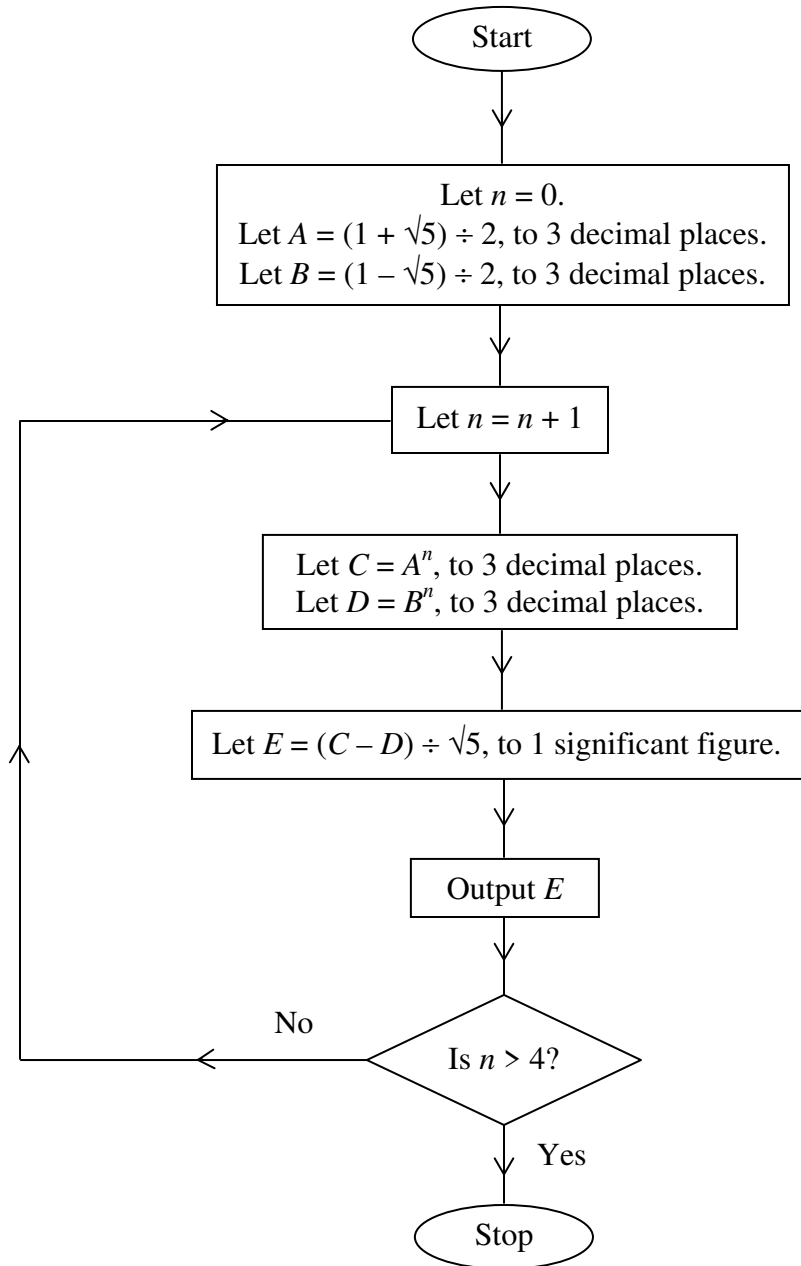 Start
Let n = 0.
Let A = (1 + √5) ÷ 2, to 3 decimal places.
Let B = (1 – √5) ÷ 2, to 3 decimal places.
Let n = n + 1
Let C = Aⁿ, to 3 decimal places.
Let D = Bⁿ, to 3 decimal places.
Let E = (C – D) ÷ √5, to 1 significant figure.
Output E
No
Is n > 4?
Yes
Stop